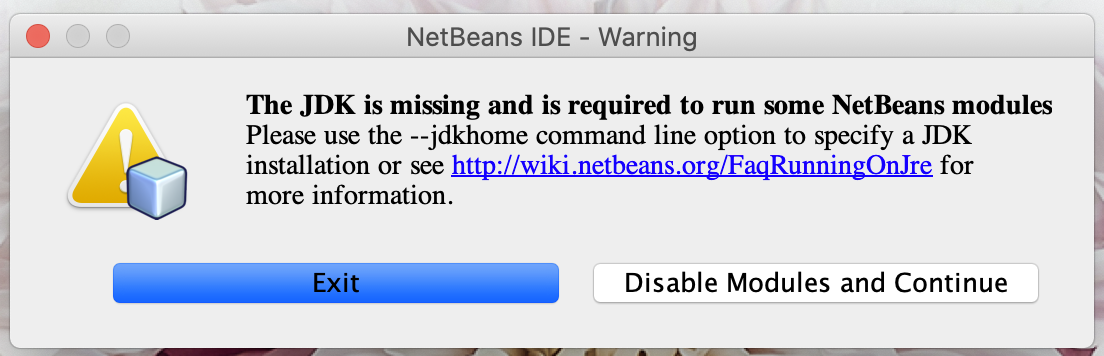 NetBeans IDE - Warning
The JDK is missing and is required to run some NetBeans modules
Please use the --jdkhome command line option to specify a JDK
installation or see http://wiki.netbeans.org/FaqRunningOnJre for
more information.
Exit
Disable Modules and Continue